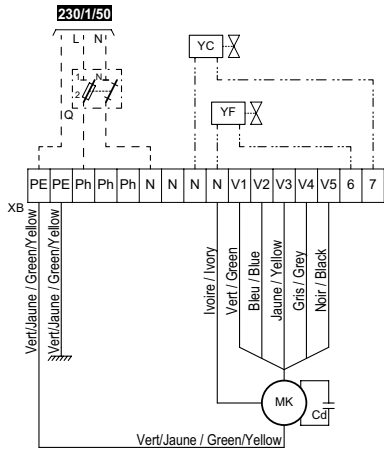 230/1/50
L N
YC
1 N
2
Q
YF
PE PE Ph Ph Ph N N N N V1 V2 V3 V4 V5 6 7
XB
Vert/Jaune / Green/Yellow
Vert/Jaune / Green/Yellow
Ivoire / Ivory
Vert / Green
Bleu / Blue
Jaune / Yellow
Gris / Grey
Noir / Black
MK
Cd
Vert/Jaune / Green/Yellow